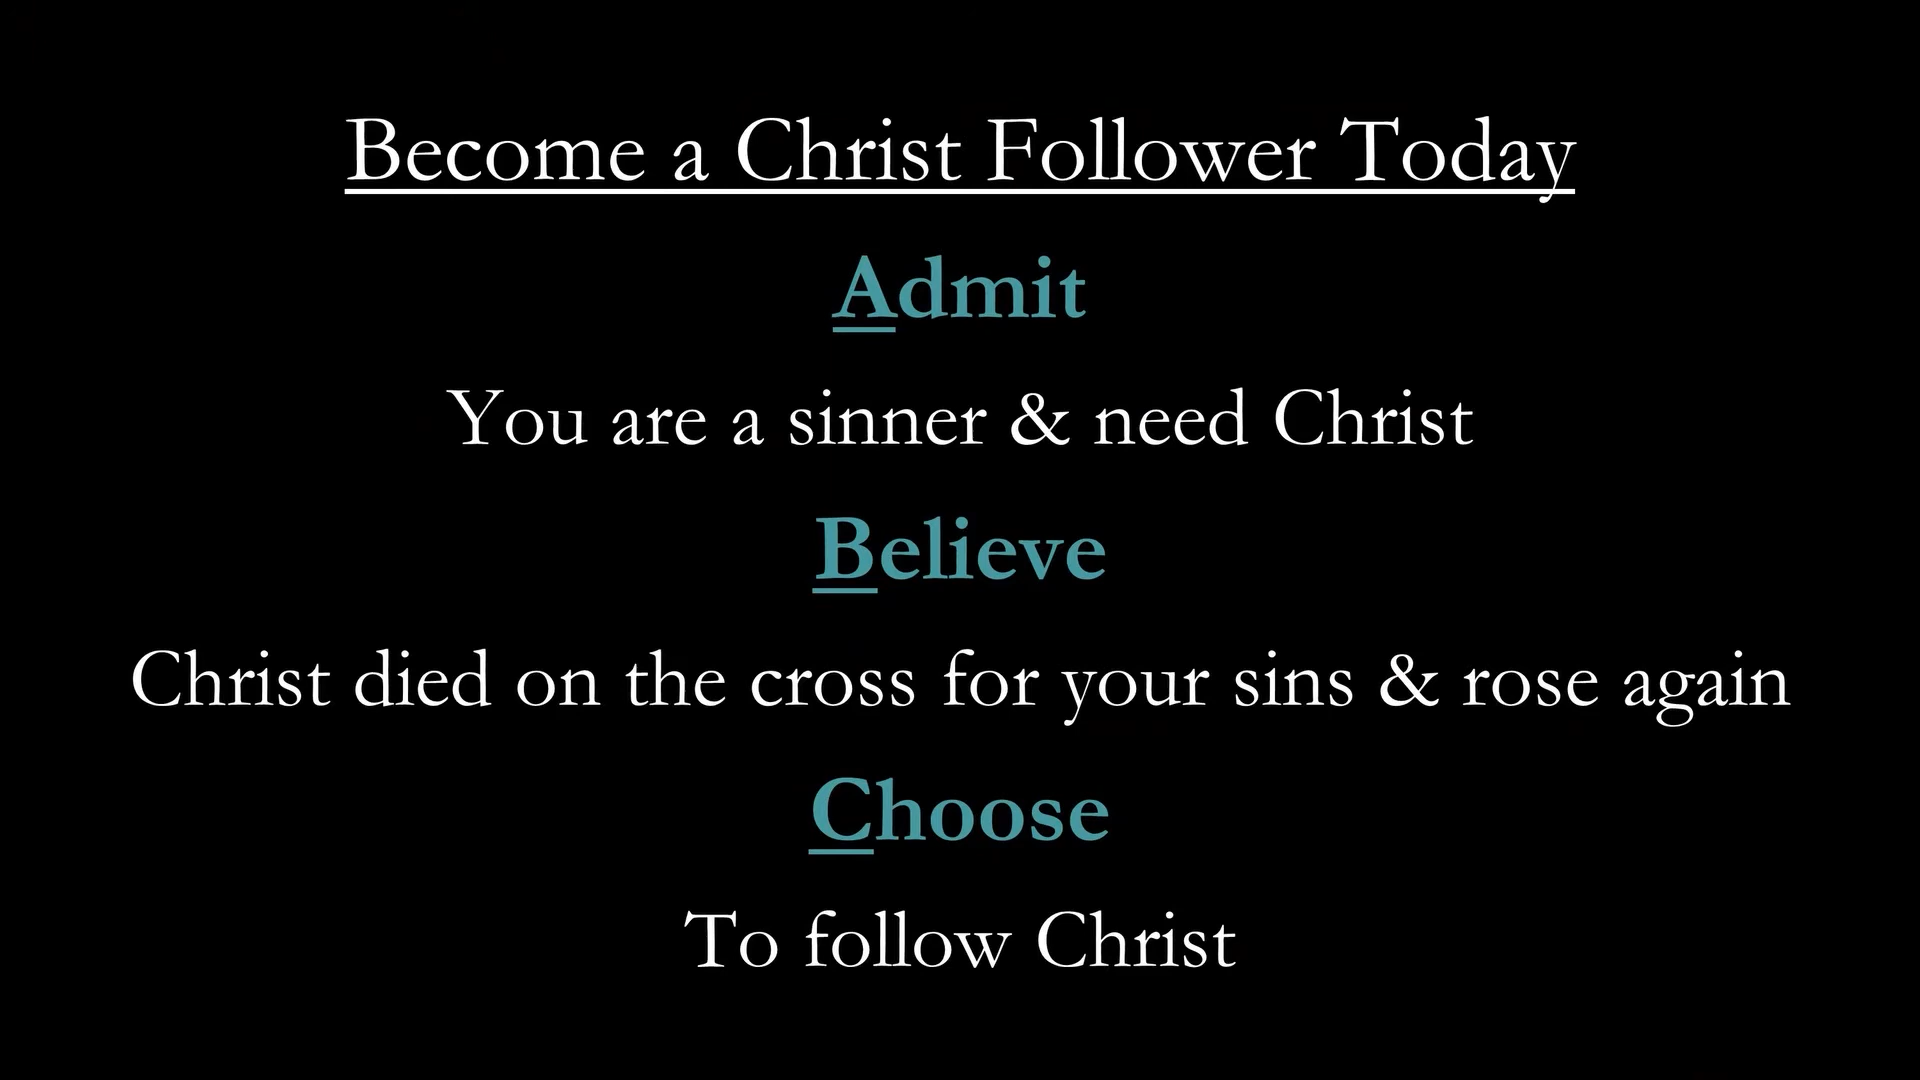 Become a Christ Follower Today
Admit
You are a sinner & need Christ
Believe
Christ died on the cross for your sins & rose again
Choose
To follow Christ